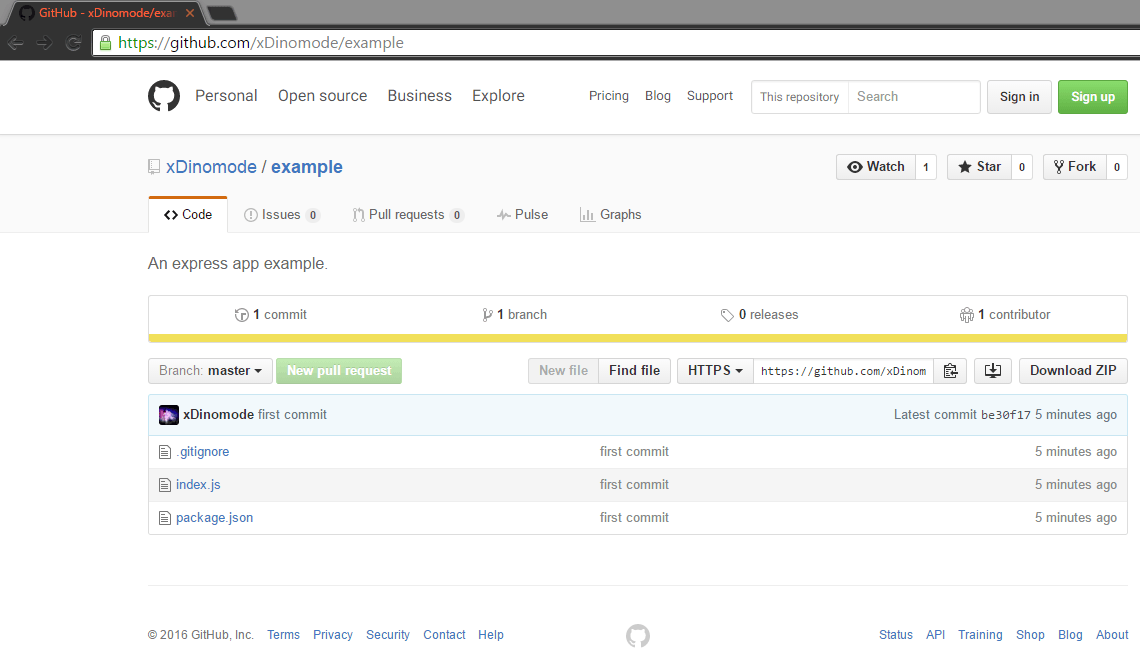 GitHub - xDinomode/exa
https://github.com/xDinomode/example
Personal Open source Business Explore Pricing Blog Support This repository Search Sign in Sign up
xDinomode / example Watch 1 Star 0 Fork 0
Code Issues 0 Pull requests 0 Pulse Graphs
An express app example.
1 commit 1 branch 0 releases 1 contributor
Branch: master New pull request New file Find file HTTPS https://github.com/xDinom Download ZIP
xDinomode first commit Latest commit be30f17 5 minutes ago
.gitignore first commit 5 minutes ago
index.js first commit 5 minutes ago
package.json first commit 5 minutes ago
© 2016 GitHub, Inc. Terms Privacy Security Contact Help Status API Training Shop Blog About